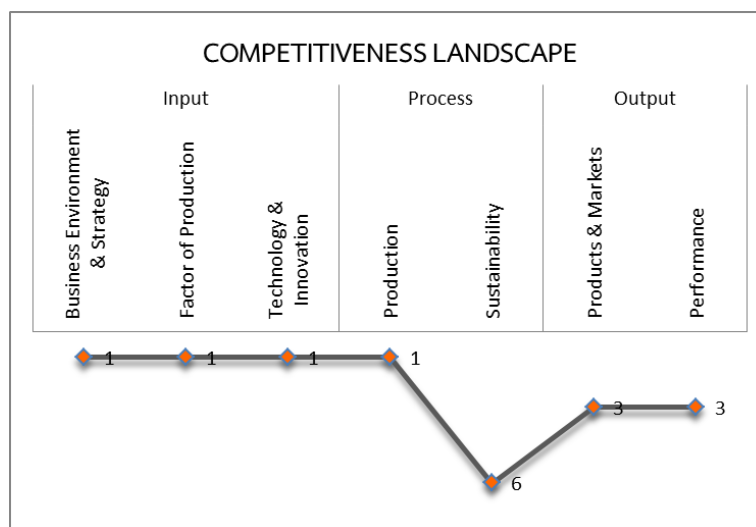 COMPETITIVENESS LANDSCAPE
Input
Process
Output
Business Environment
& Strategy
Factor of Production
Technology &
Innovation
Production
Sustainability
Products & Markets
Performance
1
1
1
1
6
3
3